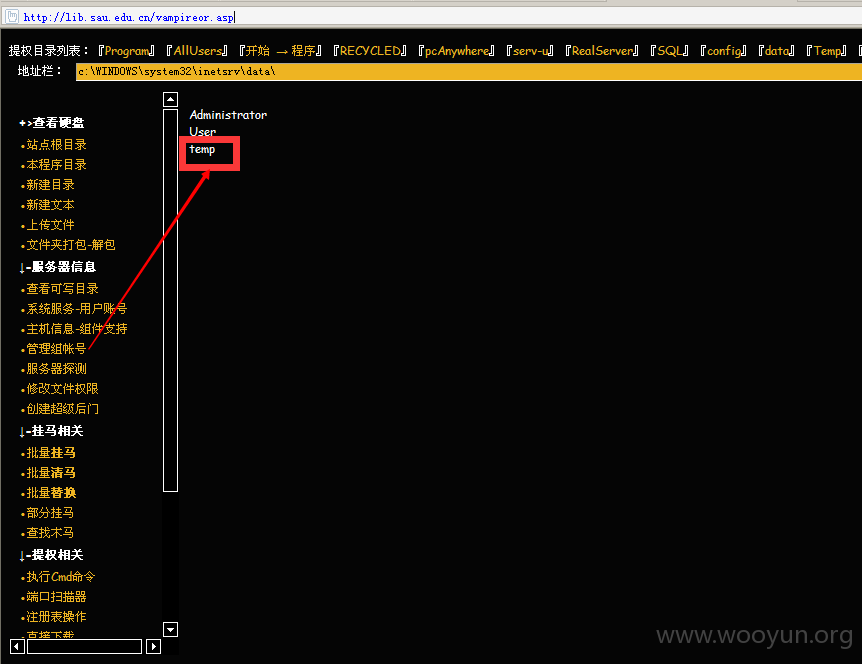 http://lib.sau.edu.cn/vampireor.asp
提权目录列表： 『Program』 『AllUsers』 『开始 → 程序』 『RECYCLED』 『pcAnywhere』 『serv-u』 『RealServer』 『SQL』 『config』 『data』 『Temp』 『
地址栏： c:\WINDOWS\system32\inetsrv\data\
+>查看硬盘
•站点根目录
•本程序目录
•新建目录
•新建文本
•上传文件
•文件夹打包-解包
↓-服务器信息
•查看可写目录
•系统服务-用户账号
•主机信息-组件支持
•管理组帐号
•服务器探测
•修改文件权限
•创建超级后门
↓-挂马相关
•批量挂马
•批量清马
•批量替换
•部分挂马
•查找木马
↓-提权相关
•执行Cmd命令
•端口扫描器
•注册表操作
•直接下载
Administrator
User
temp
www.wooyun.org